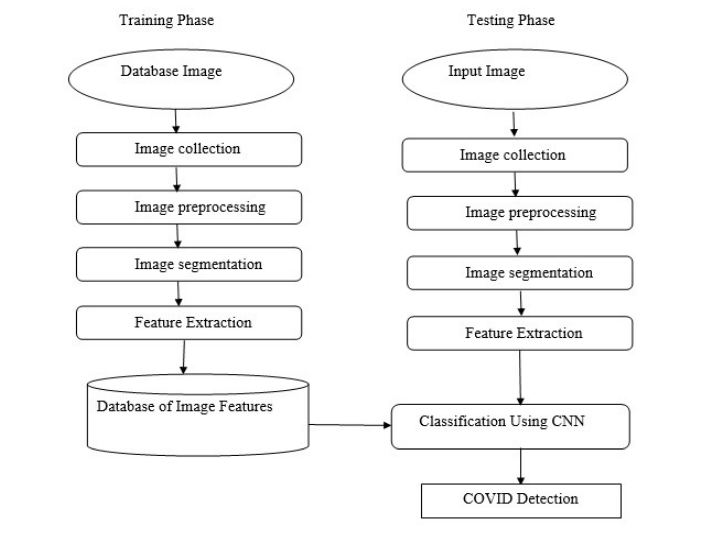 Training Phase
Testing Phase
Database Image
Input Image
Image collection
Image collection
Image preprocessing
Image preprocessing
Image segmentation
Image segmentation
Feature Extraction
Feature Extraction
Database of Image Features
Classification Using CNN
COVID Detection